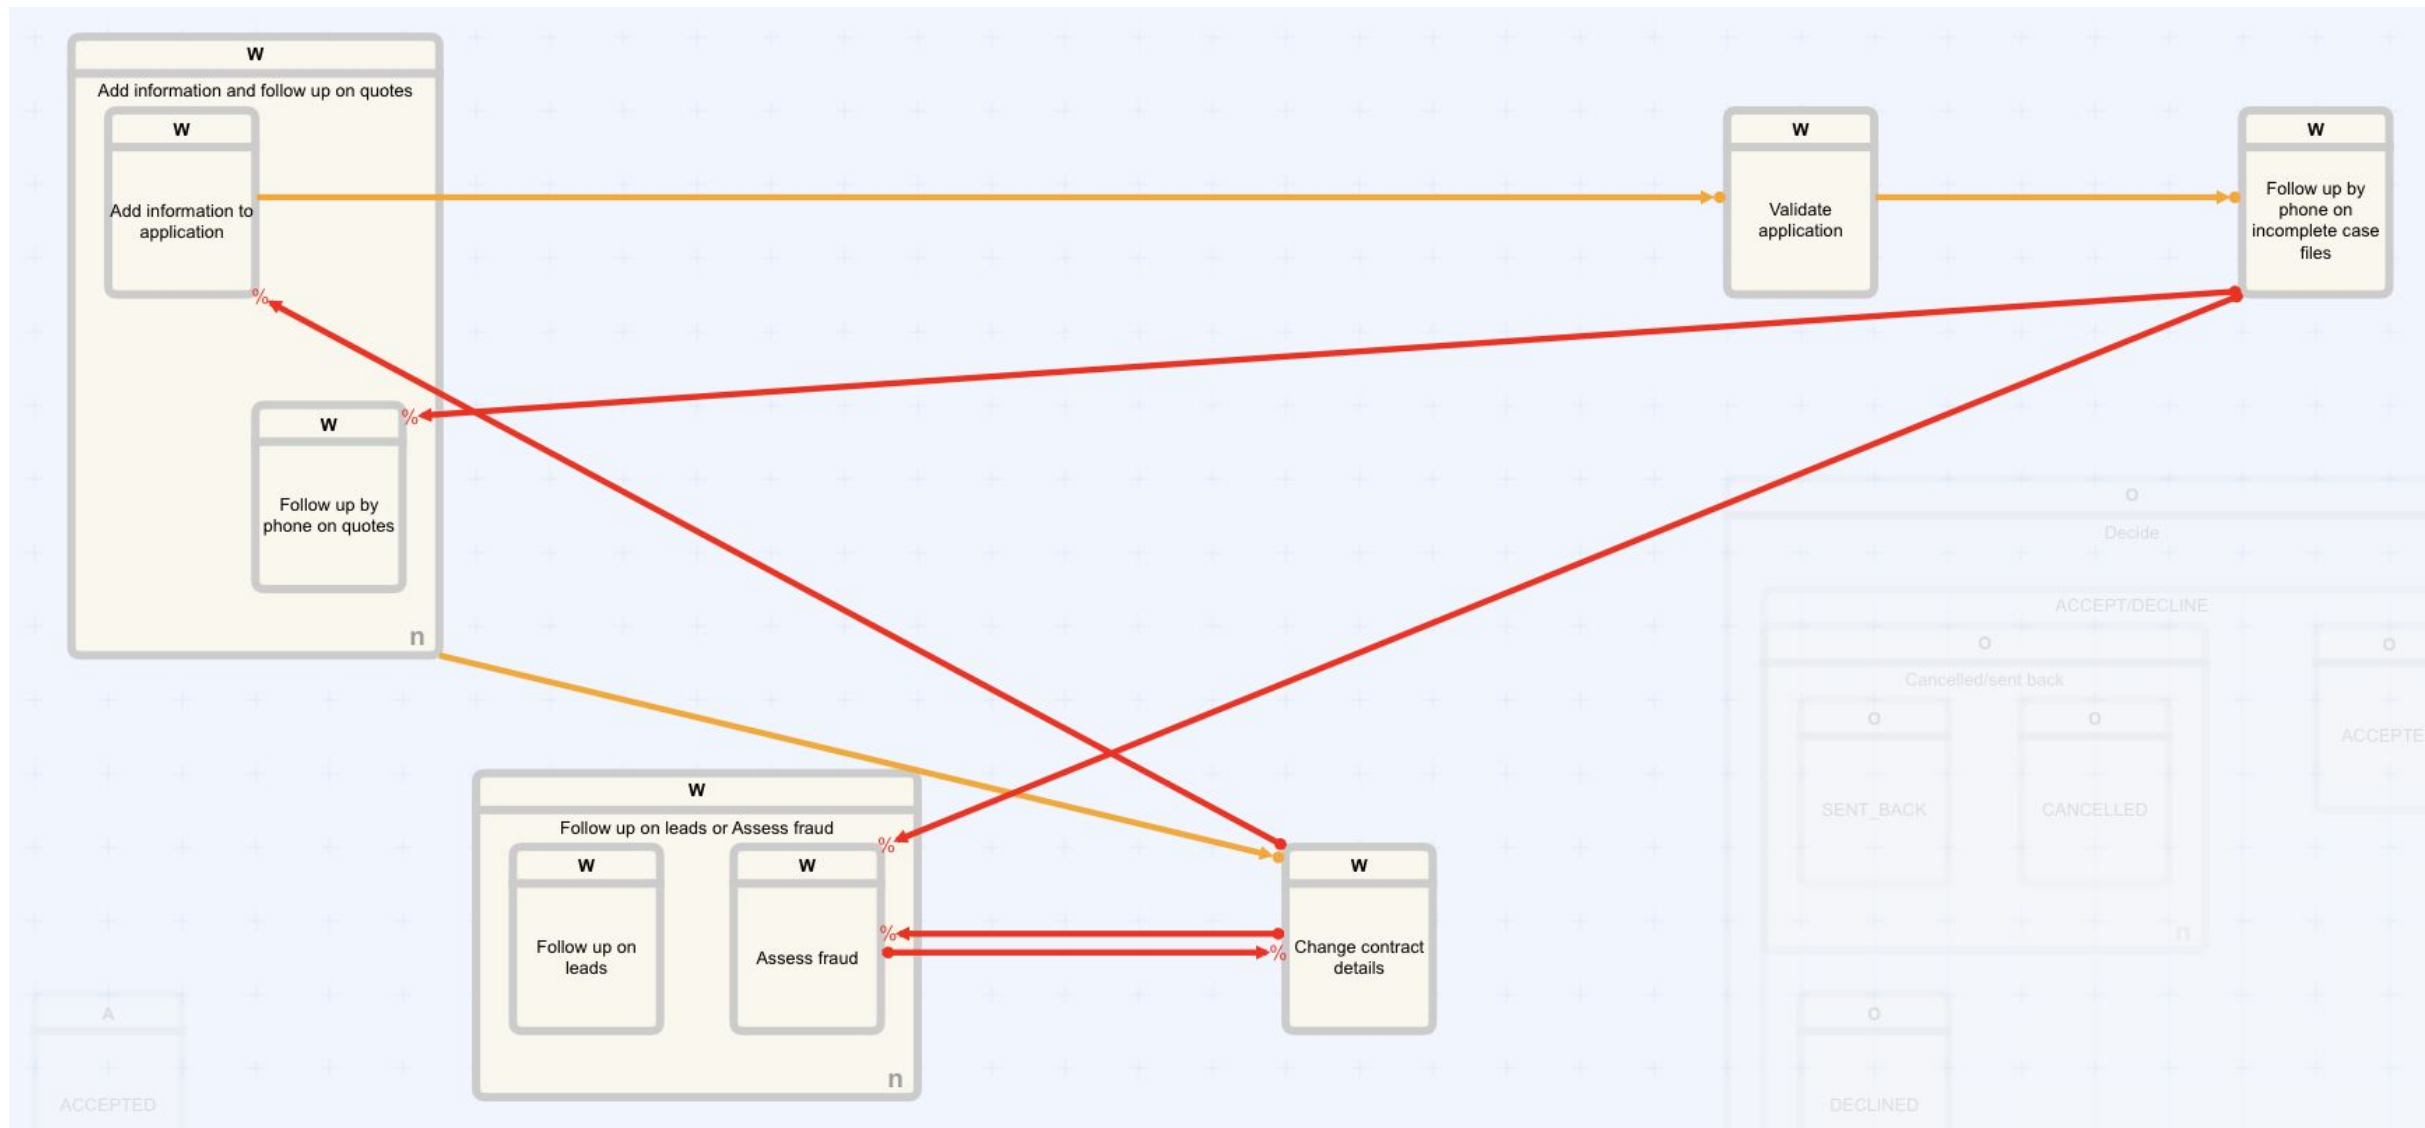 W
Add information and follow up on quotes
W
Add information to
application
%
W
Follow up by
phone on quotes
%
n
W
Validate
application
W
Follow up by
phone on
incomplete case
files
W
Follow up on leads or Assess fraud
W
Follow up on
leads
W
Assess fraud
%
%
n
W
Change contract
details
%
O
Decide
ACCEPT/DECLINE
O
Cancelled/sent back
O
SENT_BACK
O
CANCELLED
n
O
ACCEPTE
O
DECLINED
A
ACCEPTED